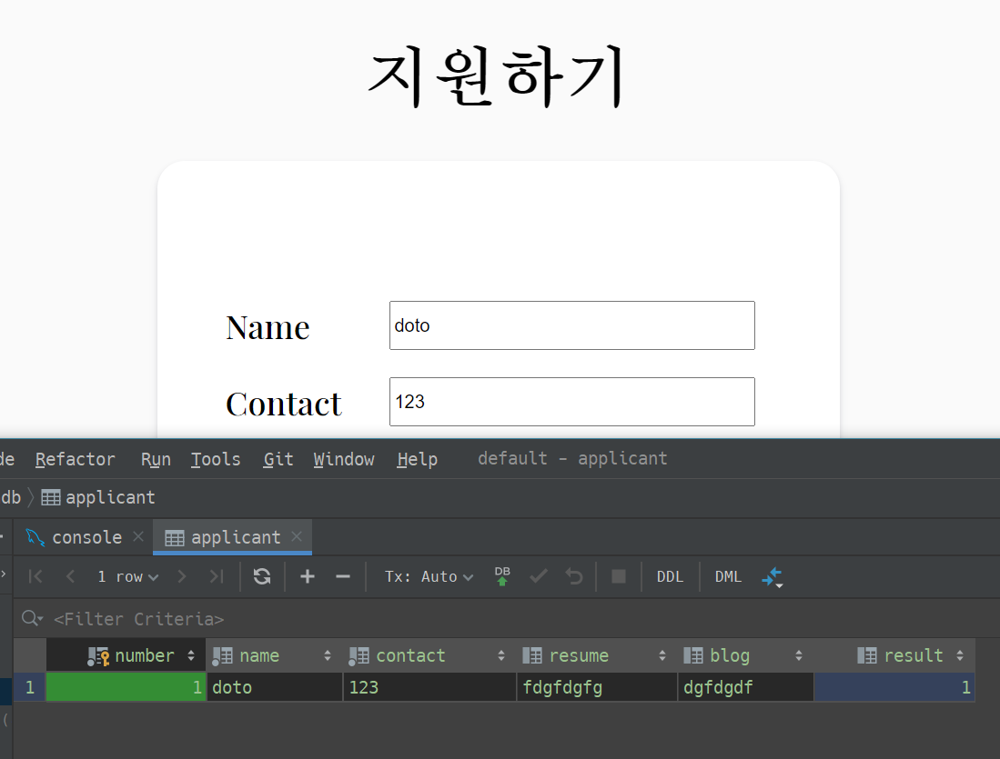 지원하기
Name doto
Contact 123
de Refactor Run Tools Git Window Help default – applicant
db applicant
console applicant
1 row Tx: Auto DB DDL DML
<Filter Criteria>
number name contact resume blog result
1 1 doto 123 fdgfdgfg dgfdgdf 1